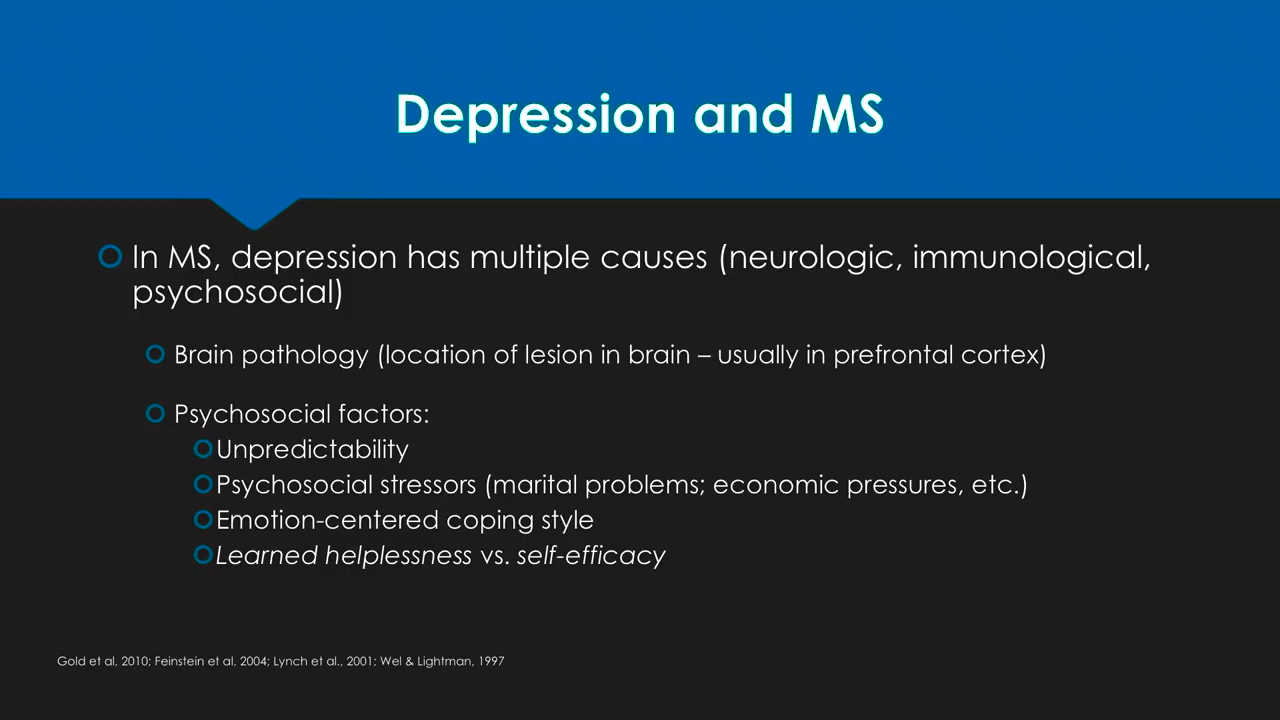 Depression and MS
In MS, depression has multiple causes (neurologic, immunological,
psychosocial)
Brain pathology (location of lesion in brain – usually in prefrontal cortex)
Psychosocial factors:
Unpredictability
Psychosocial stressors (marital problems; economic pressures, etc.)
Emotion-centered coping style
Learned helplessness vs. self-efficacy
Gold et al, 2010; Feinstein et al, 2004; Lynch et al., 2001; Wel & Lightman, 1997